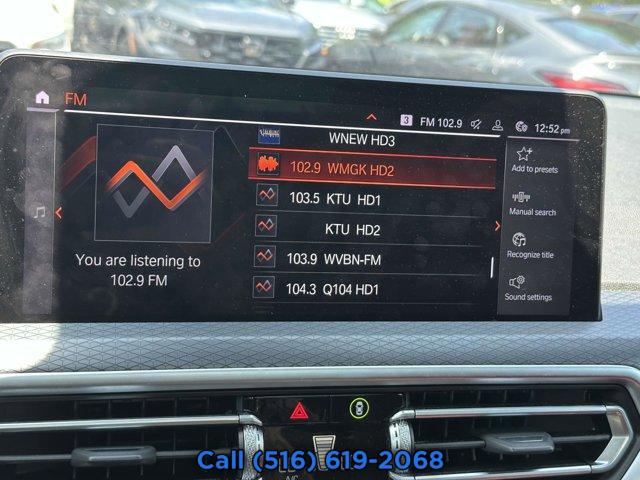 FM
3 FM 102.9 12:52 pm
WNEW HD3
102.9 WMGK HD2
103.5 KTU HD1
KTU HD2
103.9 WVBN-FM
104.3 Q104 HD1
You are listening to
102.9 FM
Add to presets
Manual search
Recognize title
Sound settings
A/C
Call (516) 619-2068